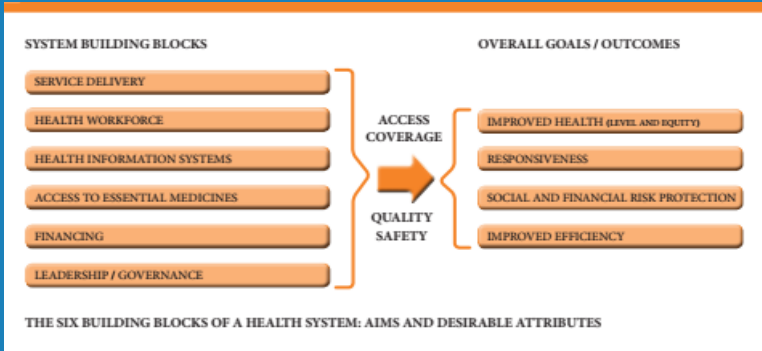 SYSTEM BUILDING BLOCKS
SERVICE DELIVERY
HEALTH WORKFORCE
HEALTH INFORMATION SYSTEMS
ACCESS TO ESSENTIAL MEDICINES
FINANCING
LEADERSHIP / GOVERNANCE
ACCESS
COVERAGE
QUALITY
SAFETY
OVERALL GOALS / OUTCOMES
IMPROVED HEALTH (LEVEL AND EQUITY)
RESPONSIVENESS
SOCIAL AND FINANCIAL RISK PROTECTION
IMPROVED EFFICIENCY
THE SIX BUILDING BLOCKS OF A HEALTH SYSTEM: AIMS AND DESIRABLE ATTRIBUTES